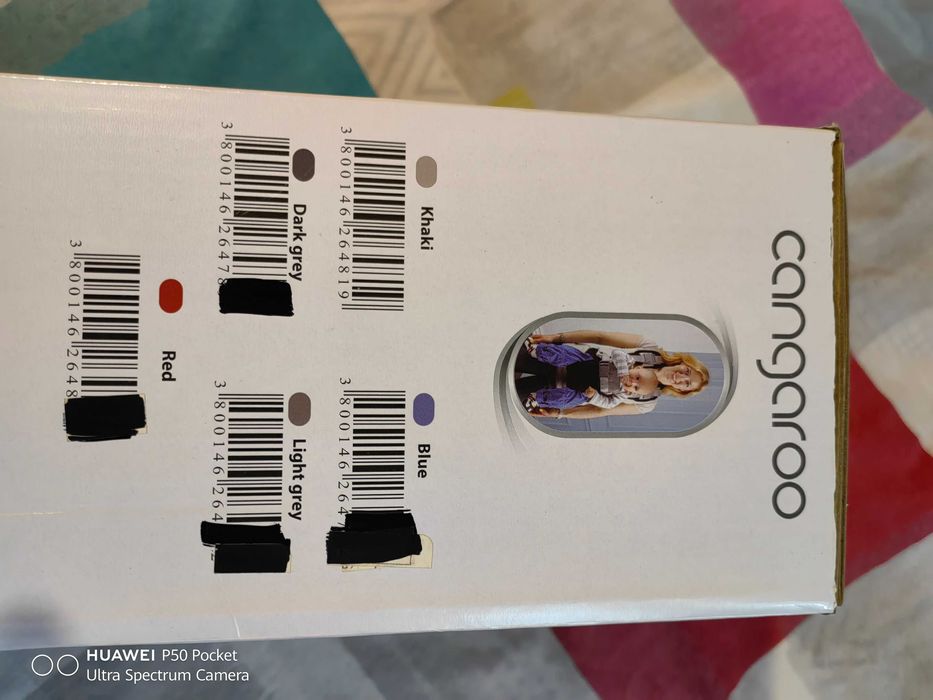 cangaroo
Khaki
3 800146 264819
Blue
3 800146 264
Dark grey
3 800146 26478
Light grey
3 800146 264
Red
3 800146 2648
HUAWEI P50 Pocket
Ultra Spectrum Camera